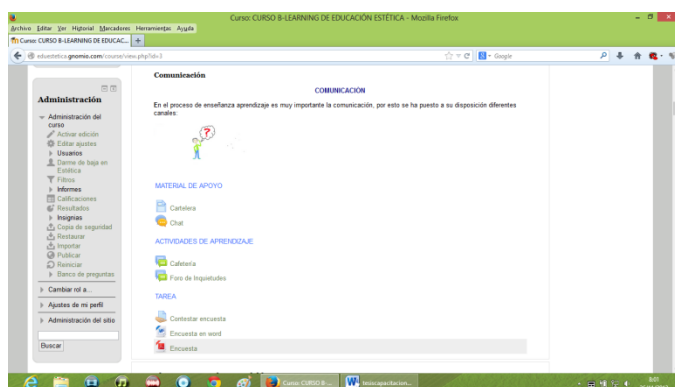 Curso: CURSO B-LEARNING DE EDUCACIÓN ESTÉTICA - Mozilla Firefox
Archivo Editar Ver Historial Marcadores Herramientas Ayuda
Curso: CURSO B-LEARNING DE EDUCAC...
eduestetica.gnomio.com/course/view.php?id=3
Google
Comunicación
COMUNICACIÓN
En el proceso de enseñanza aprendizaje es muy importante la comunicación, por esto se ha puesto a su disposición diferentes
canales:
MATERIAL DE APOYO
Cartelera
Chat
ACTIVIDADES DE APRENDIZAJE
Cafetería
Foro de Inquietudes
TAREA
Contestar encuesta
Encuesta en word
Encuesta
Administración
Administración del
curso
Activar edición
Editar ajustes
Usuarios
Darme de baja en
Estética
Filtros
Informes
Calificaciones
Resultados
Insignias
Copia de seguridad
Restaurar
Importar
Publicar
Reiniciar
Banco de preguntas
Cambiar rol a...
Ajustes de mi perfil
Administración del sitio
Buscar
Curso: CURSO B-...